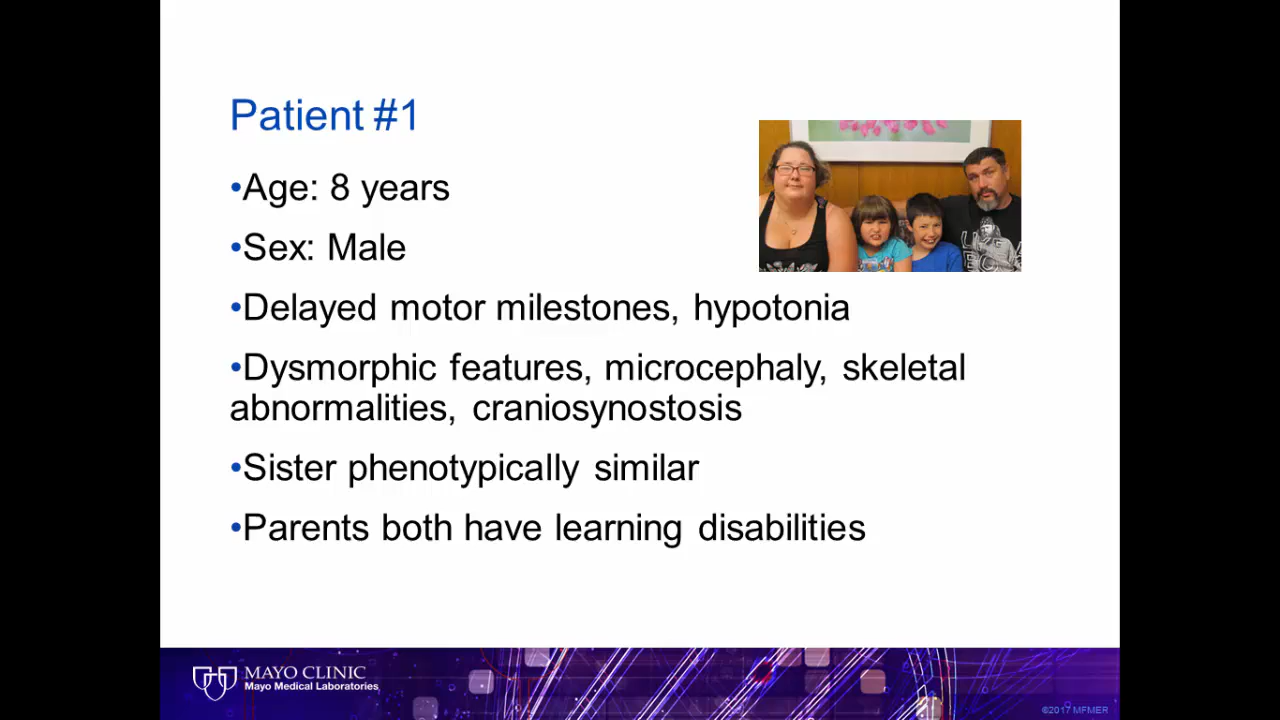 Patient #1
•Age: 8 years
•Sex: Male
•Delayed motor milestones, hypotonia
•Dysmorphic features, microcephaly, skeletal
abnormalities, craniosynostosis
•Sister phenotypically similar
•Parents both have learning disabilities
MAYO CLINIC
Mayo Medical Laboratories
©2017 MFMER